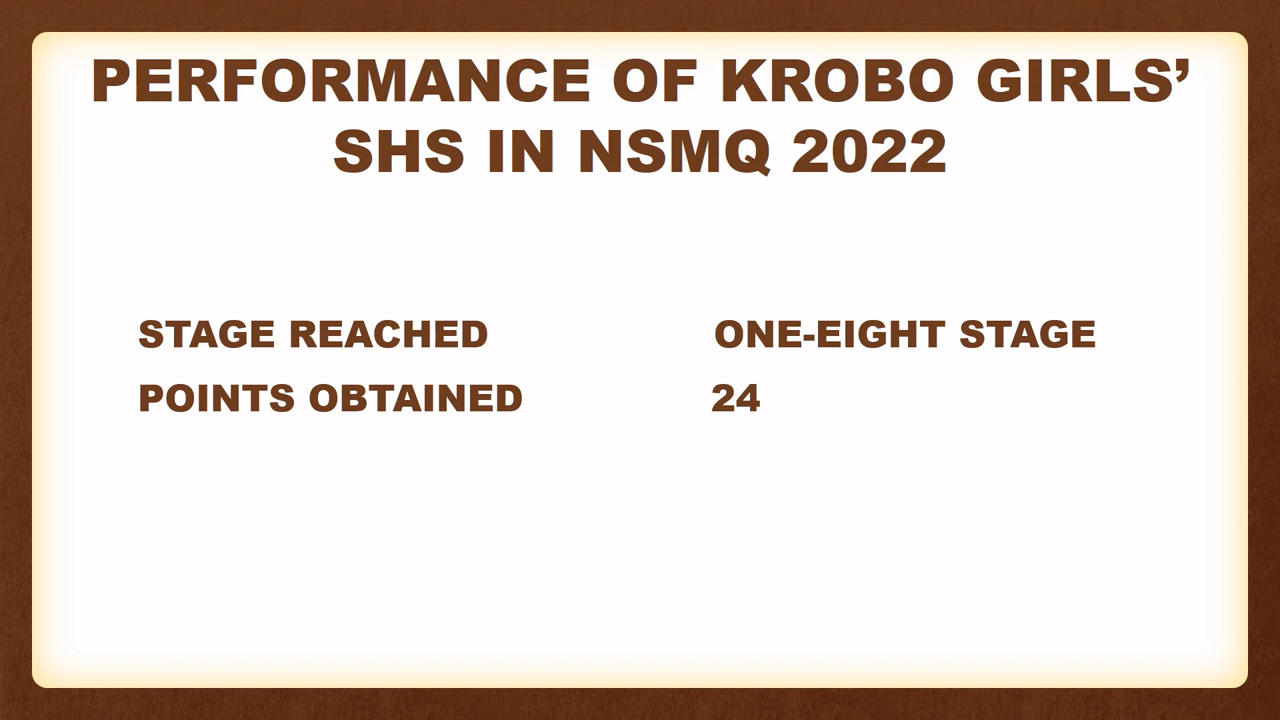 PERFORMANCE OF KROBO GIRLS’
SHS IN NSMQ 2022
STAGE REACHED ONE-EIGHT STAGE
POINTS OBTAINED 24